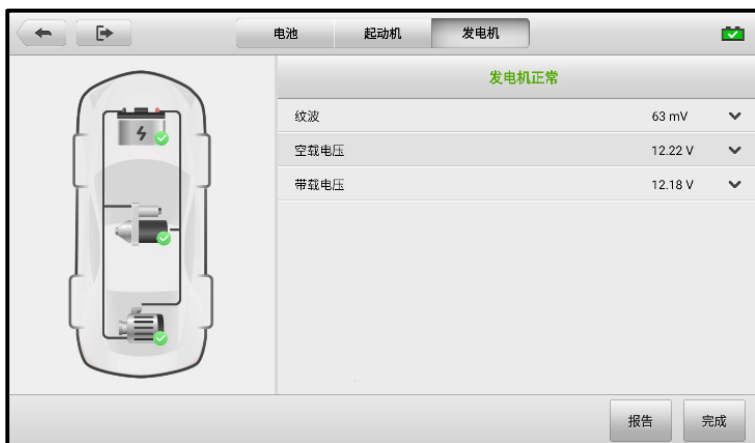 电池 起动机 发电机
发电机正常
纹波 63 mV
空载电压 12.22 V
带载电压 12.18 V
报告 完成